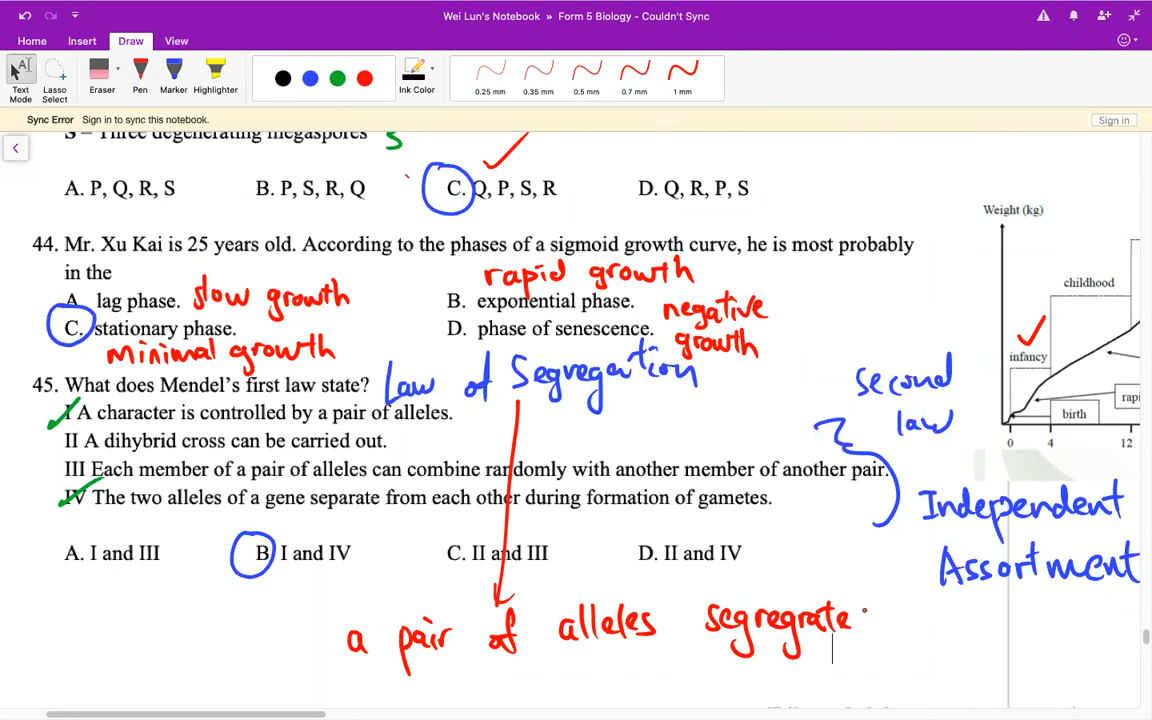 Wei Lun's Notebook » Form 5 Biology - Couldn't Sync
Home Insert Draw View
Text Mode
Lasso Select
Eraser
Pen
Marker
Highlighter
Ink Color
0.25 mm 0.35 mm 0.5 mm 0.7 mm 1 mm
Sync Error Sign in to sync this notebook. Sign in
S – Three degenerating megaspores S
A. P, Q, R, S B. P, S, R, Q C. Q, P, S, R D. Q, R, P, S
44. Mr. Xu Kai is 25 years old. According to the phases of a sigmoid growth curve, he is most probably
in the
rapid growth
A. lag phase. slow growth B. exponential phase.
C. stationary phase. D. phase of senescence. negative growth
minimal growth
45. What does Mendel's first law state? Law of Segregation
I A character is controlled by a pair of alleles.
II A dihybrid cross can be carried out.
III Each member of a pair of alleles can combine randomly with another member of another pair.
IV The two alleles of a gene separate from each other during formation of gametes.
A. I and III B. I and IV C. II and III D. II and IV
a pair of alleles segregrate
second law
Independent
Assortment
Weight (kg)
childhood
infancy
rapi
birth
0 4 12